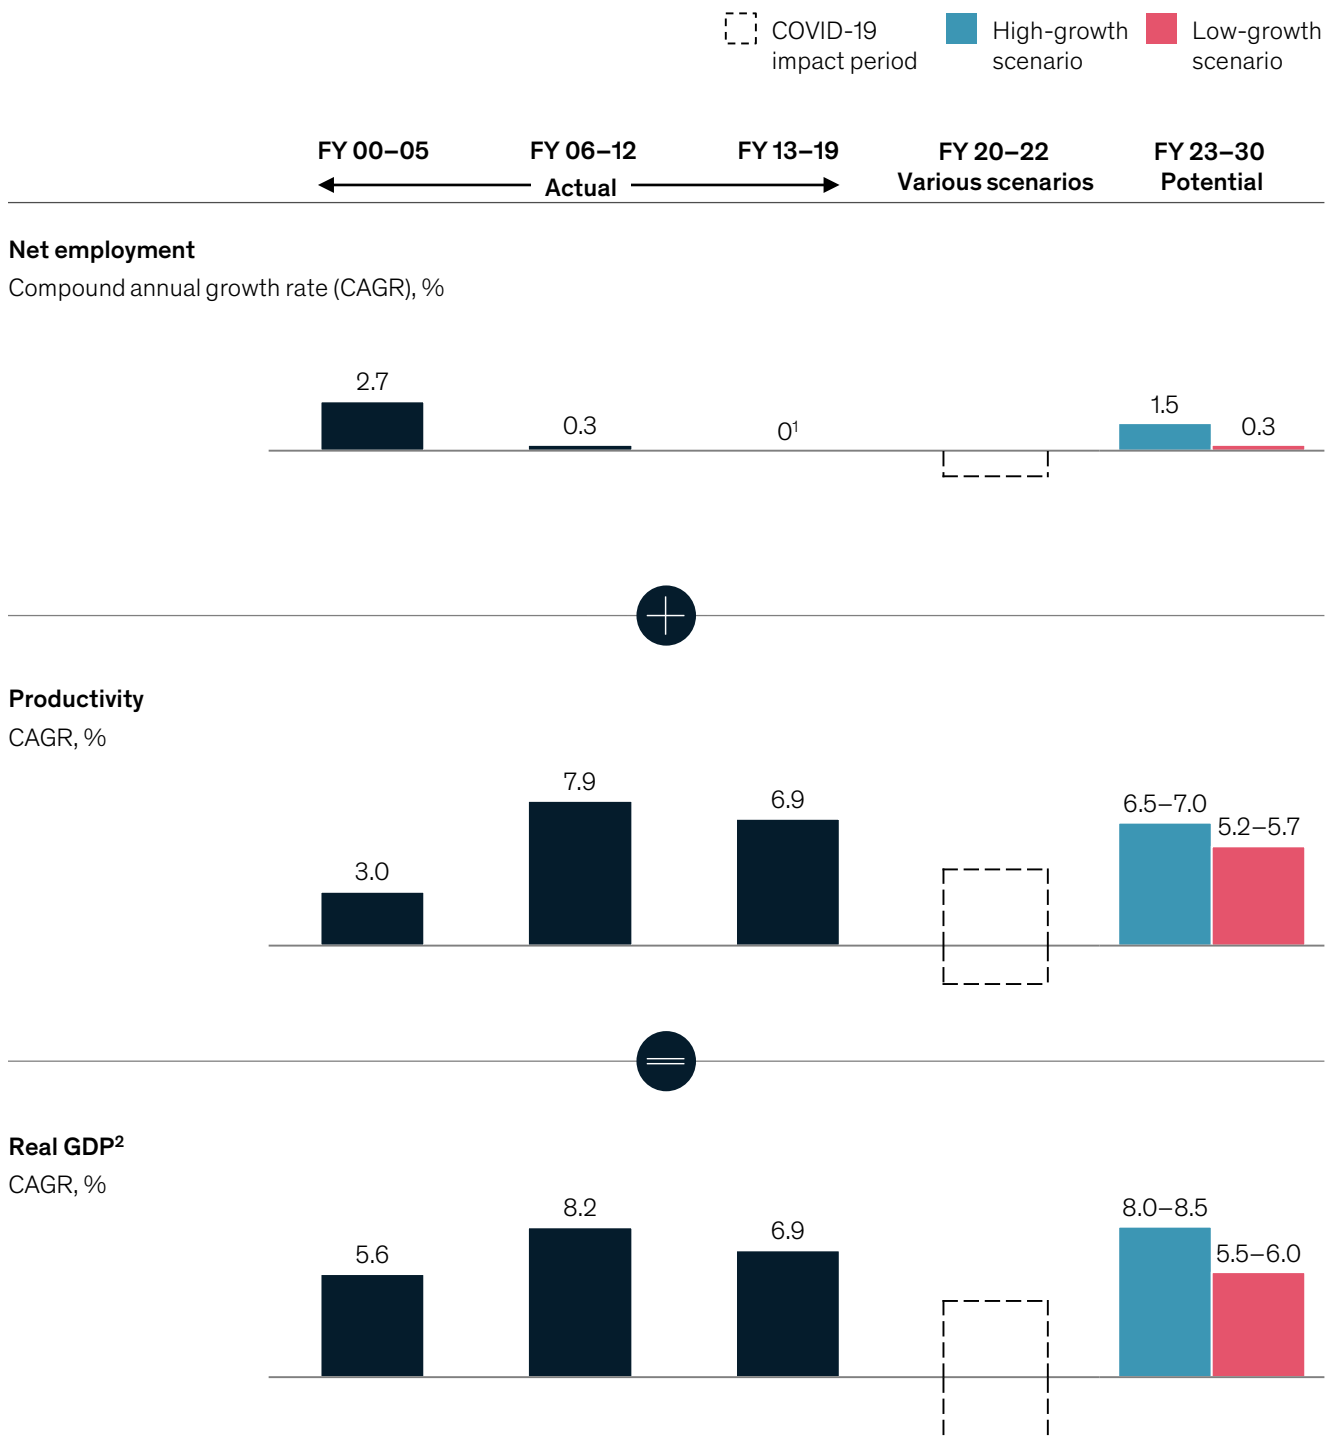 COVID-19
impact period
High-growth
scenario
Low-growth
scenario
FY 00–05
FY 06–12
FY 13–19
FY 20–22
FY 23–30
Actual
Various scenarios
Potential
Net employment
Compound annual growth rate (CAGR), %
2.7
0.3
0¹
1.5
0.3
Productivity
CAGR, %
3.0
7.9
6.9
6.5–7.0
5.2–5.7
Real GDP²
CAGR, %
5.6
8.2
6.9
8.0–8.5
5.5–6.0